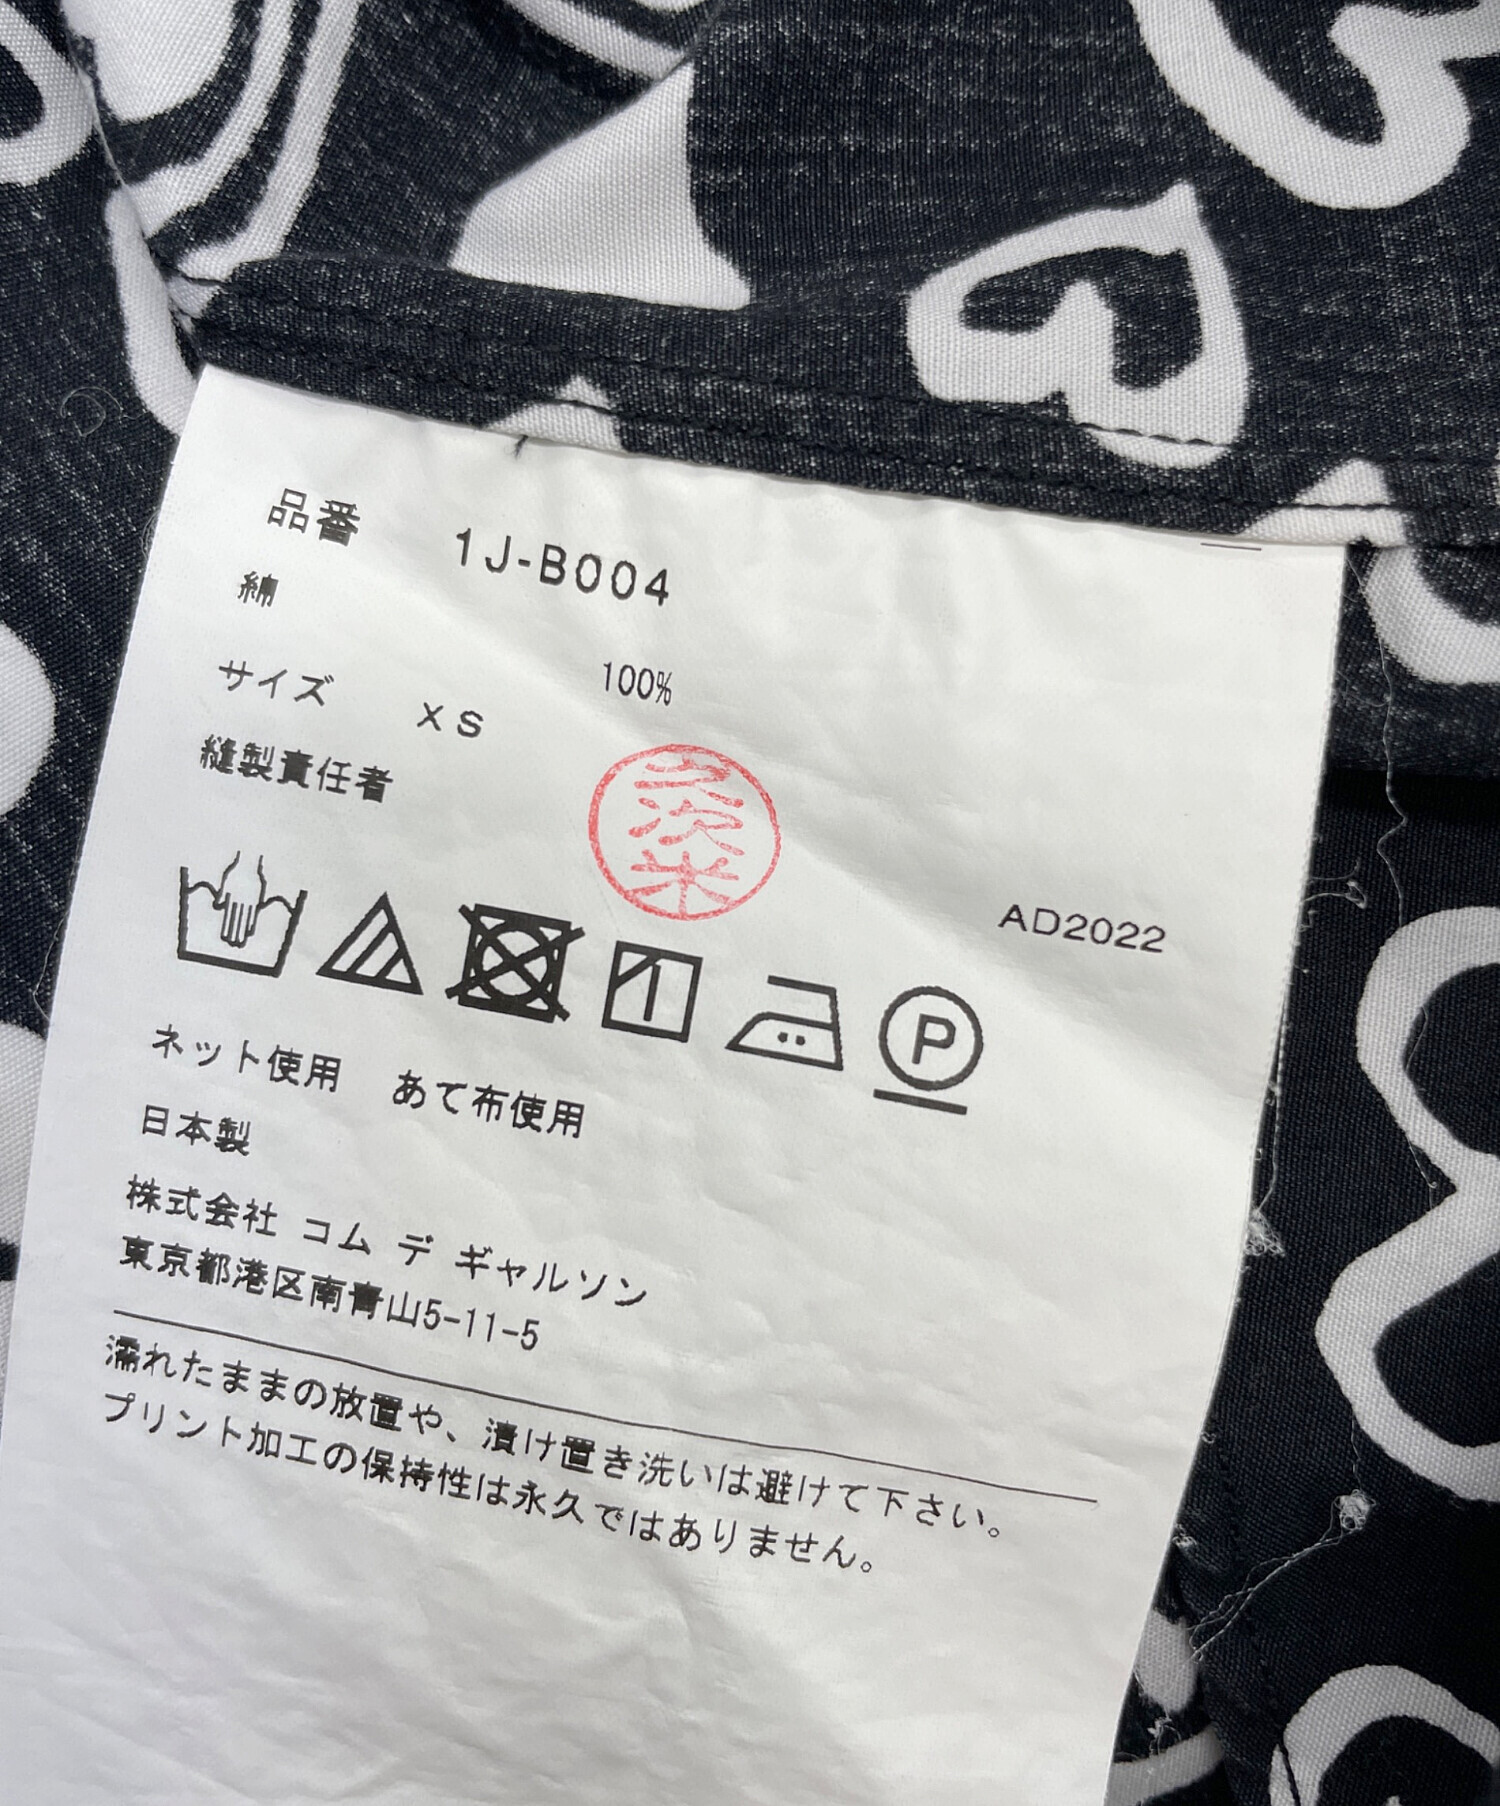 品番 1J-B004
綿 100%
サイズ XS
縫製責任者
久次米
AD2022
P
ネット使用 あて布使用
日本製
株式会社 コム デ ギャルソン
東京都港区南青山5-11-5
濡れたままの放置や、漬け置き洗いは避けて下さい。
プリント加工の保持性は永久ではありません。